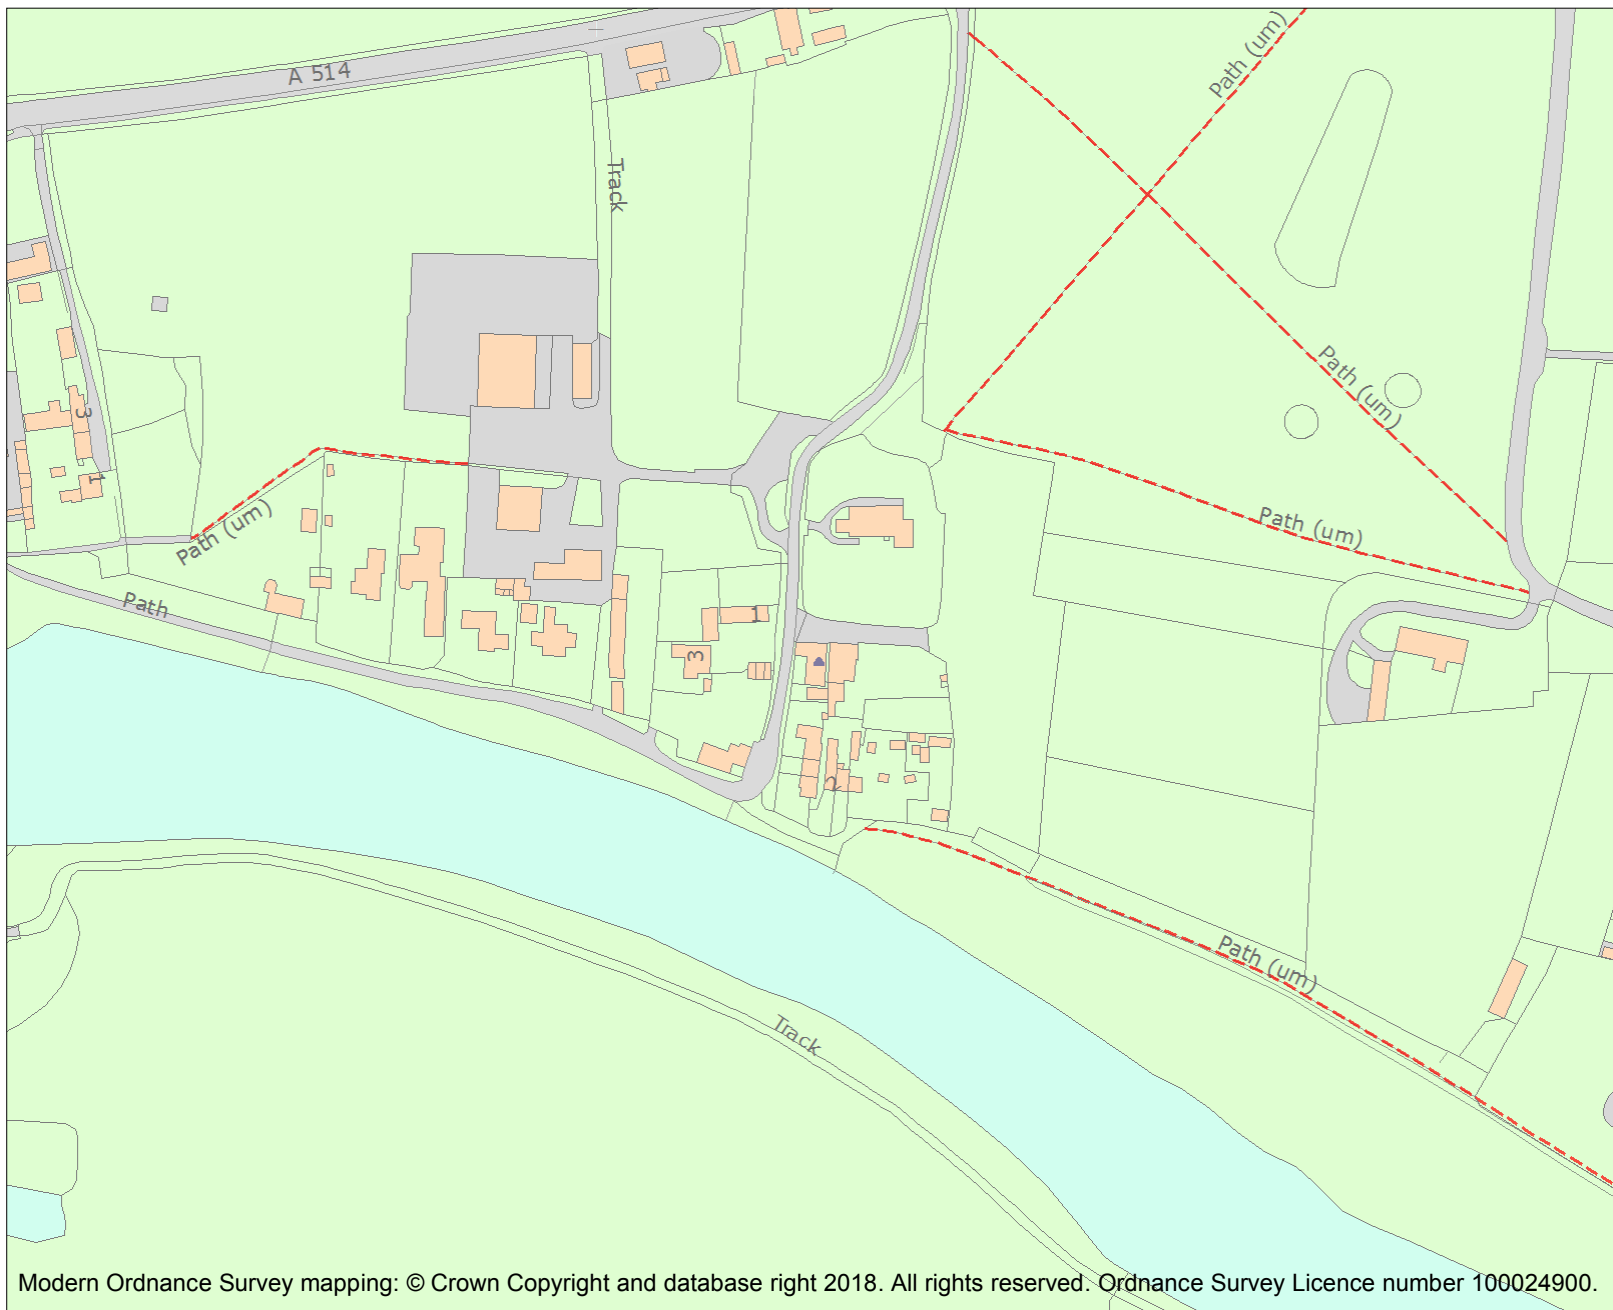 Path (um)
A 514
Track
Path (um)
3
1
Path (um)
Path (um)
Path
1
3
2
Path (um)
Track
Modern Ordnance Survey mapping: © Crown Copyright and database right 2018. All rights reserved. Ordnance Survey Licence number 100024900.